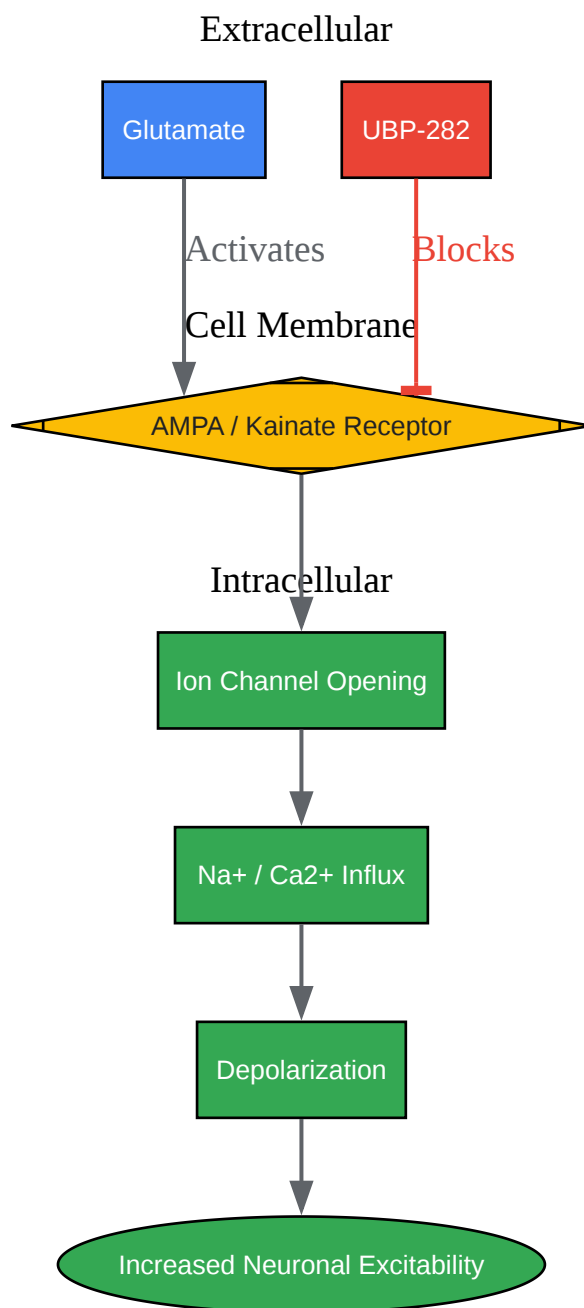 Extracellular
Glutamate
UBP-282
Activates
Blocks
Cell Membrane
AMPA / Kainate Receptor
Intracellular
Ion Channel Opening
Na+ / Ca2+ Influx
Depolarization
Increased Neuronal Excitability